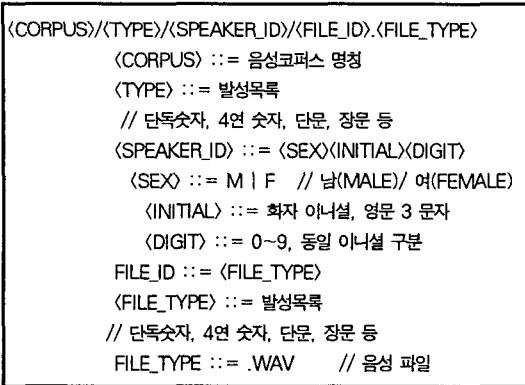 〈CORPUS〉/〈TYPE〉/〈SPEAKER_ID〉/〈FILE_ID〉.〈FILE_TYPE〉
〈CORPUS〉 ::= 음성코퍼스 명칭
〈TYPE〉 ::= 발성목록
// 단독숫자, 4연 숫자, 단문, 장문 등
〈SPEAKER_ID〉 ::= 〈SEX〉〈INITIAL〉〈DIGIT〉
〈SEX〉 ::= M | F // 남(MALE)/ 여(FEMALE)
〈INITIAL〉 ::= 화자 이니셜, 영문 3 문자
〈DIGIT〉 ::= 0~9, 동일 이니셜 구분
FILE_ID ::= 〈FILE_TYPE〉
〈FILE_TYPE〉 ::= 발성목록
// 단독숫자, 4연 숫자, 단문, 장문 등
FILE_TYPE ::= .WAV // 음성 파일